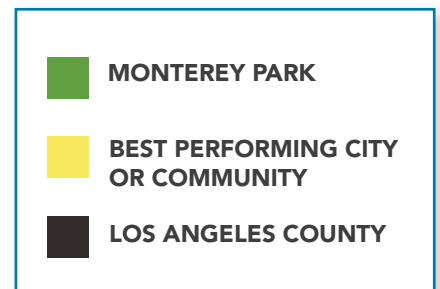 MONTEREY PARK
BEST PERFORMING CITY
OR COMMUNITY
LOS ANGELES COUNTY